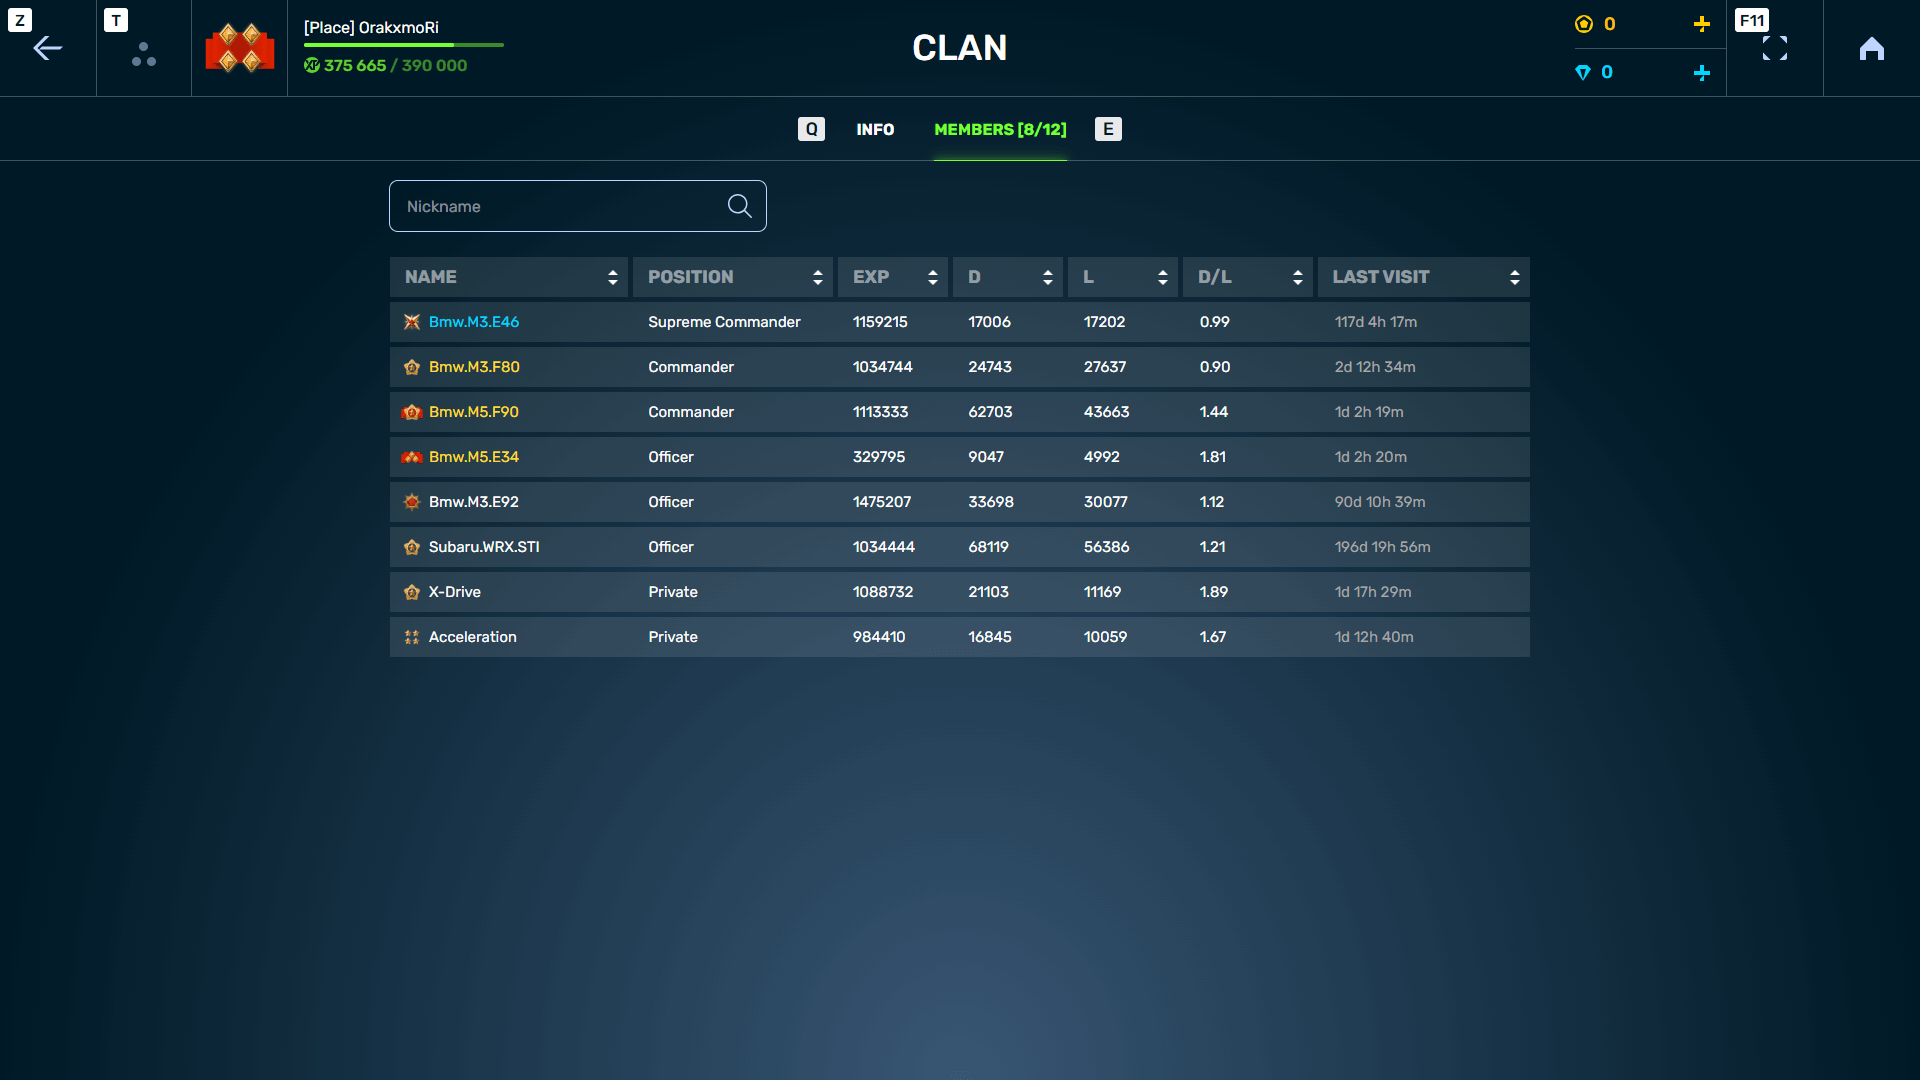 Z
T
[Place] OrakxmoRi
XP 375 665 / 390 000
CLAN
0
0
F11
Q INFO MEMBERS [8/12] E
Nickname
NAME POSITION EXP D L D/L LAST VISIT
Bmw.M3.E46 Supreme Commander 1159215 17006 17202 0.99 117d 4h 17m
Bmw.M3.F80 Commander 1034744 24743 27637 0.90 2d 12h 34m
Bmw.M5.F90 Commander 1113333 62703 43663 1.44 1d 2h 19m
Bmw.M5.E34 Officer 329795 9047 4992 1.81 1d 2h 20m
Bmw.M3.E92 Officer 1475207 33698 30077 1.12 90d 10h 39m
Subaru.WRX.STI Officer 1034444 68119 56386 1.21 196d 19h 56m
X-Drive Private 1088732 21103 11169 1.89 1d 17h 29m
Acceleration Private 984410 16845 10059 1.67 1d 12h 40m